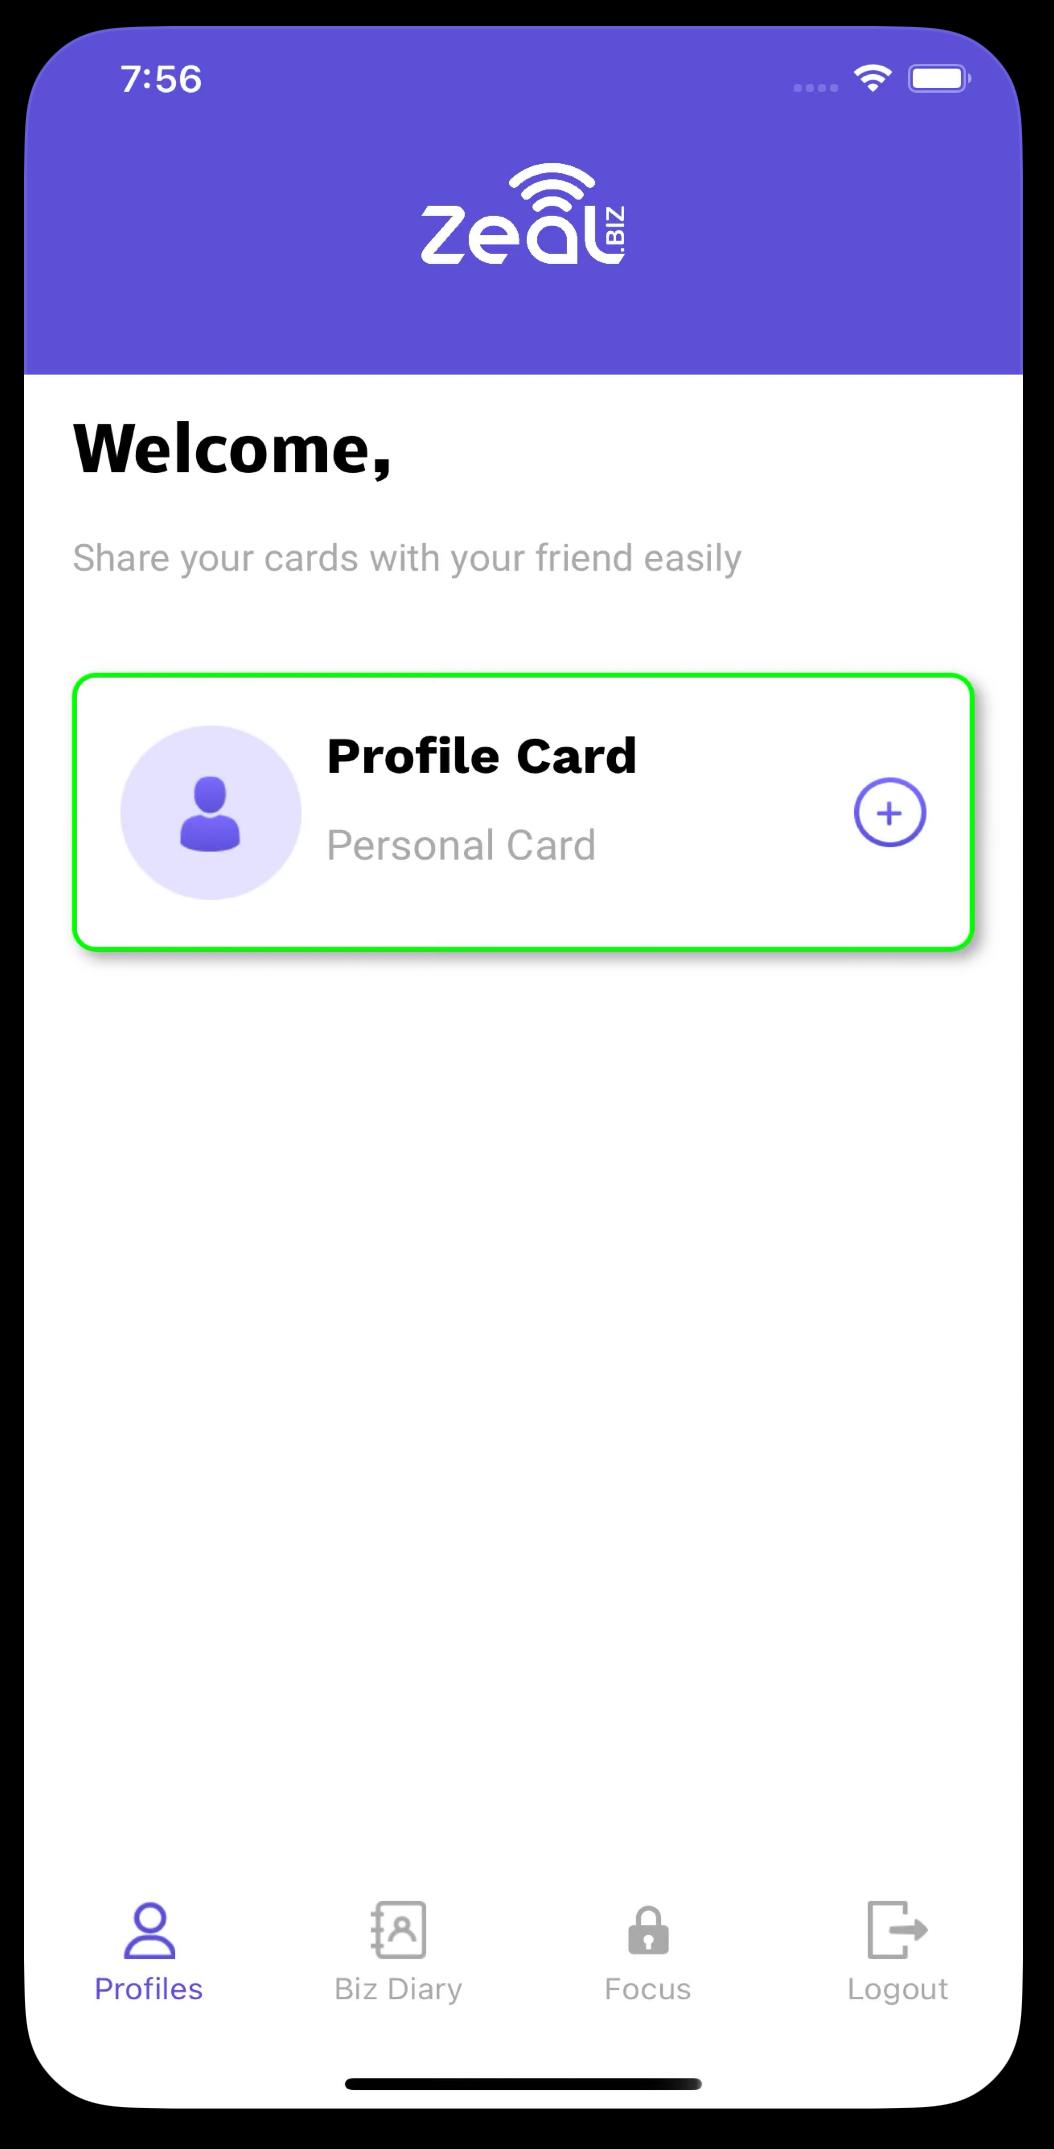 7:56
zeal.BIZ
Welcome,
Share your cards with your friend easily
Profile Card
Personal Card
Profiles
Biz Diary
Focus
Logout